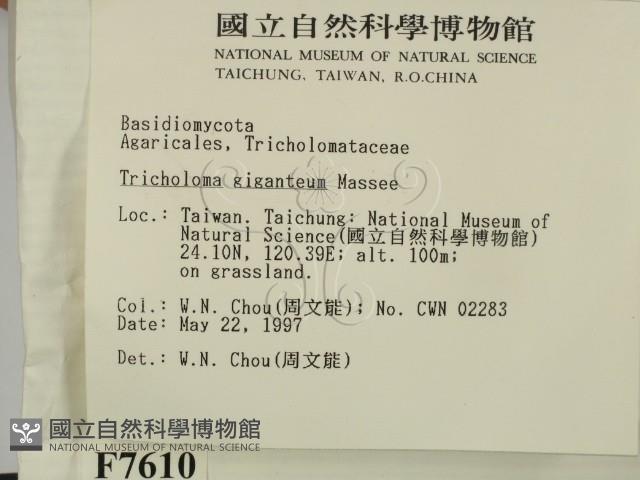 國立自然科學博物館
NATIONAL MUSEUM OF NATURAL SCIENCE
TAICHUNG, TAIWAN, R.O.CHINA
Basidiomycota
Agaricales, Tricholomataceae
Tricholoma giganteum Massee
Loc.: Taiwan. Taichung: National Museum of
Natural Science(國立自然科學博物館)
24.10N, 120.39E; alt. 100m;
on grassland.
Col.: W.N. Chou(周文能); No. CWN 02283
Date: May 22, 1997
Det.: W.N. Chou(周文能)
國立自然科學博物館
NATIONAL MUSEUM OF NATURAL SCIENCE
F7610